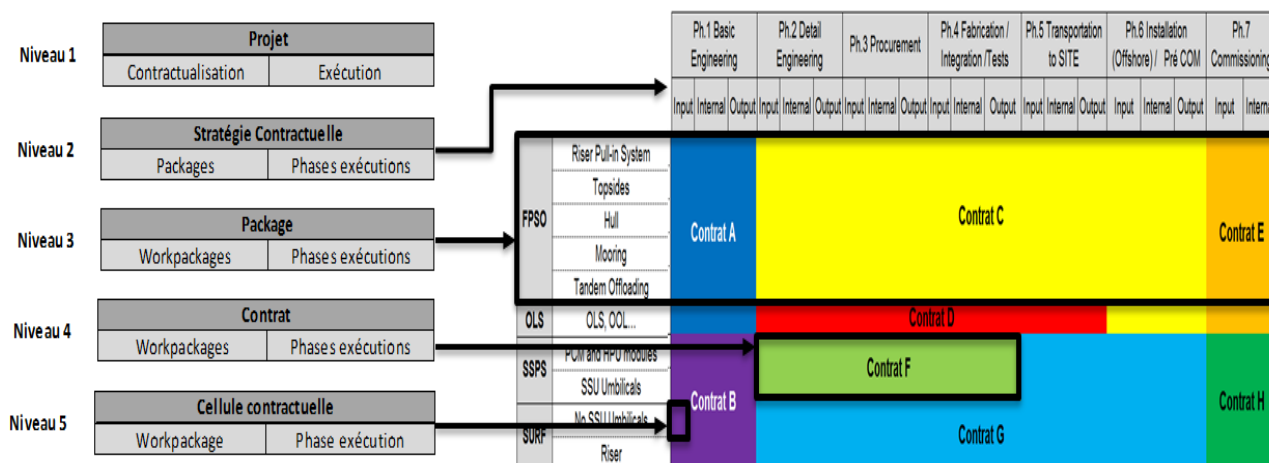 Niveau 1
Projet
Contractualisation Exécution
Niveau 2
Stratégie Contractuelle
Packages Phases exécutions
Niveau 3
Package
Workpackages Phases exécutions
Niveau 4
Contrat
Workpackages Phases exécutions
Niveau 5
Cellule contractuelle
Workpackage Phase exécution
Ph.1 Basic Engineering
Ph.2 Detail Engineering
Ph.3 Procurement
Ph.4 Fabrication / Integration /Tests
Ph.5 Transportation to SITE
Ph.6 Installation (Offshore) / Pré COM
Ph.7 Commissioning
Input Internal Output Input Internal Output Input Internal Output Input Internal Output Input Internal Output Input Internal Output Input Interna
FPSO
Riser Pull-in System
Topsides
Hull
Mooring
Tandem Offloading
OLS
OLS, OOL...
SSPS
PCM and HPU modules
SSU Umbilicals
SURF
No SSU Umbilicals
Riser
Contrat A
Contrat C
Contrat E
Contrat D
Contrat F
Contrat B
Contrat G
Contrat H